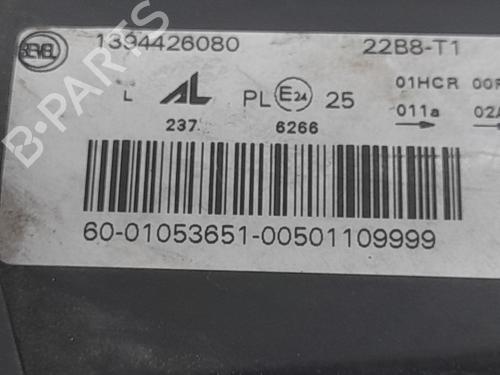 1394426080 22B8-T1
L AL PL E24 25 01HCR
237 6266 011a
60-01053651-00501109999
B-PARTS